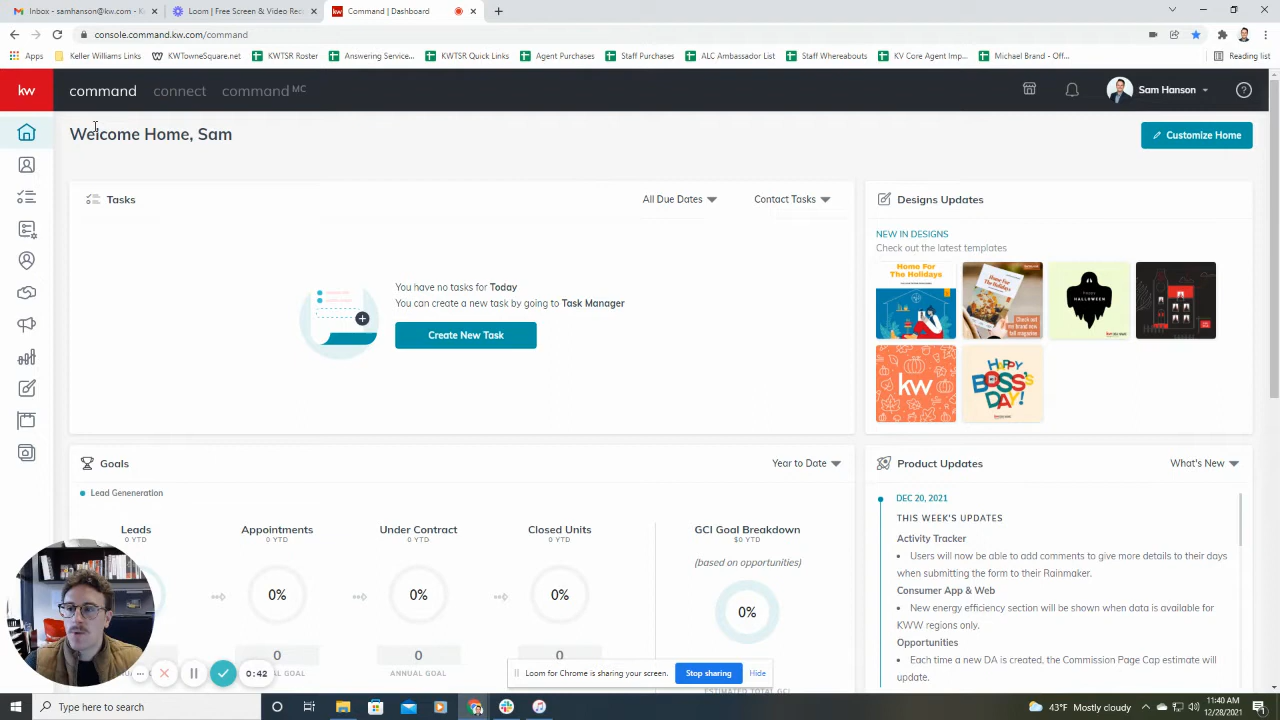 Inbox - samhanson@kw.com - K
Loom | Free Screen & Video Rec
Command | Dashboard
console.command.kw.com/command
Apps
Keller Williams Links
KWTowneSquare.net
KWTSR Roster
Answering Service...
KWTSR Quick Links
Agent Purchases
Staff Purchases
ALC Ambassador List
Staff Whereabouts
KV Core Agent Imp...
Michael Brand - Off...
Reading list
kw
command
connect
command MC
Sam Hanson
Welcome Home, Sam
Customize Home
Tasks
All Due Dates
Contact Tasks
You have no tasks for Today
You can create a new task by going to Task Manager
Create New Task
Designs Updates
NEW IN DESIGNS
Check out the latest templates
Home For
The Holidays
Check out
HAPPY
HALLOWEEN
kw
HAPPY
BOSS'S
DAY!
Goals
Year to Date
Lead Geneneration
Leads
0 YTD
Appointments
0 YTD
Under Contract
0 YTD
Closed Units
0 YTD
GCI Goal Breakdown
$0 YTD
(based on opportunities)
0%
0%
0%
0%
0
0
0
GOALS
ANNUAL GOAL
ANNUAL GOAL
ESTIMATED TOTAL GCI
Product Updates
What's New
DEC 20, 2021
THIS WEEK'S UPDATES
Activity Tracker
• Users will now be able to add comments to give more details to their days
when submitting the form to their Rainmaker.
Consumer App & Web
• New energy efficiency section will be shown when data is available for
KWW regions only.
Opportunities
• Each time a new DA is created, the Commission Page Cap estimate will
update.
0:42
Loom for Chrome is sharing your screen.
Stop sharing
Hide
Type here to search
43°F Mostly cloudy
11:40 AM
12/28/2021